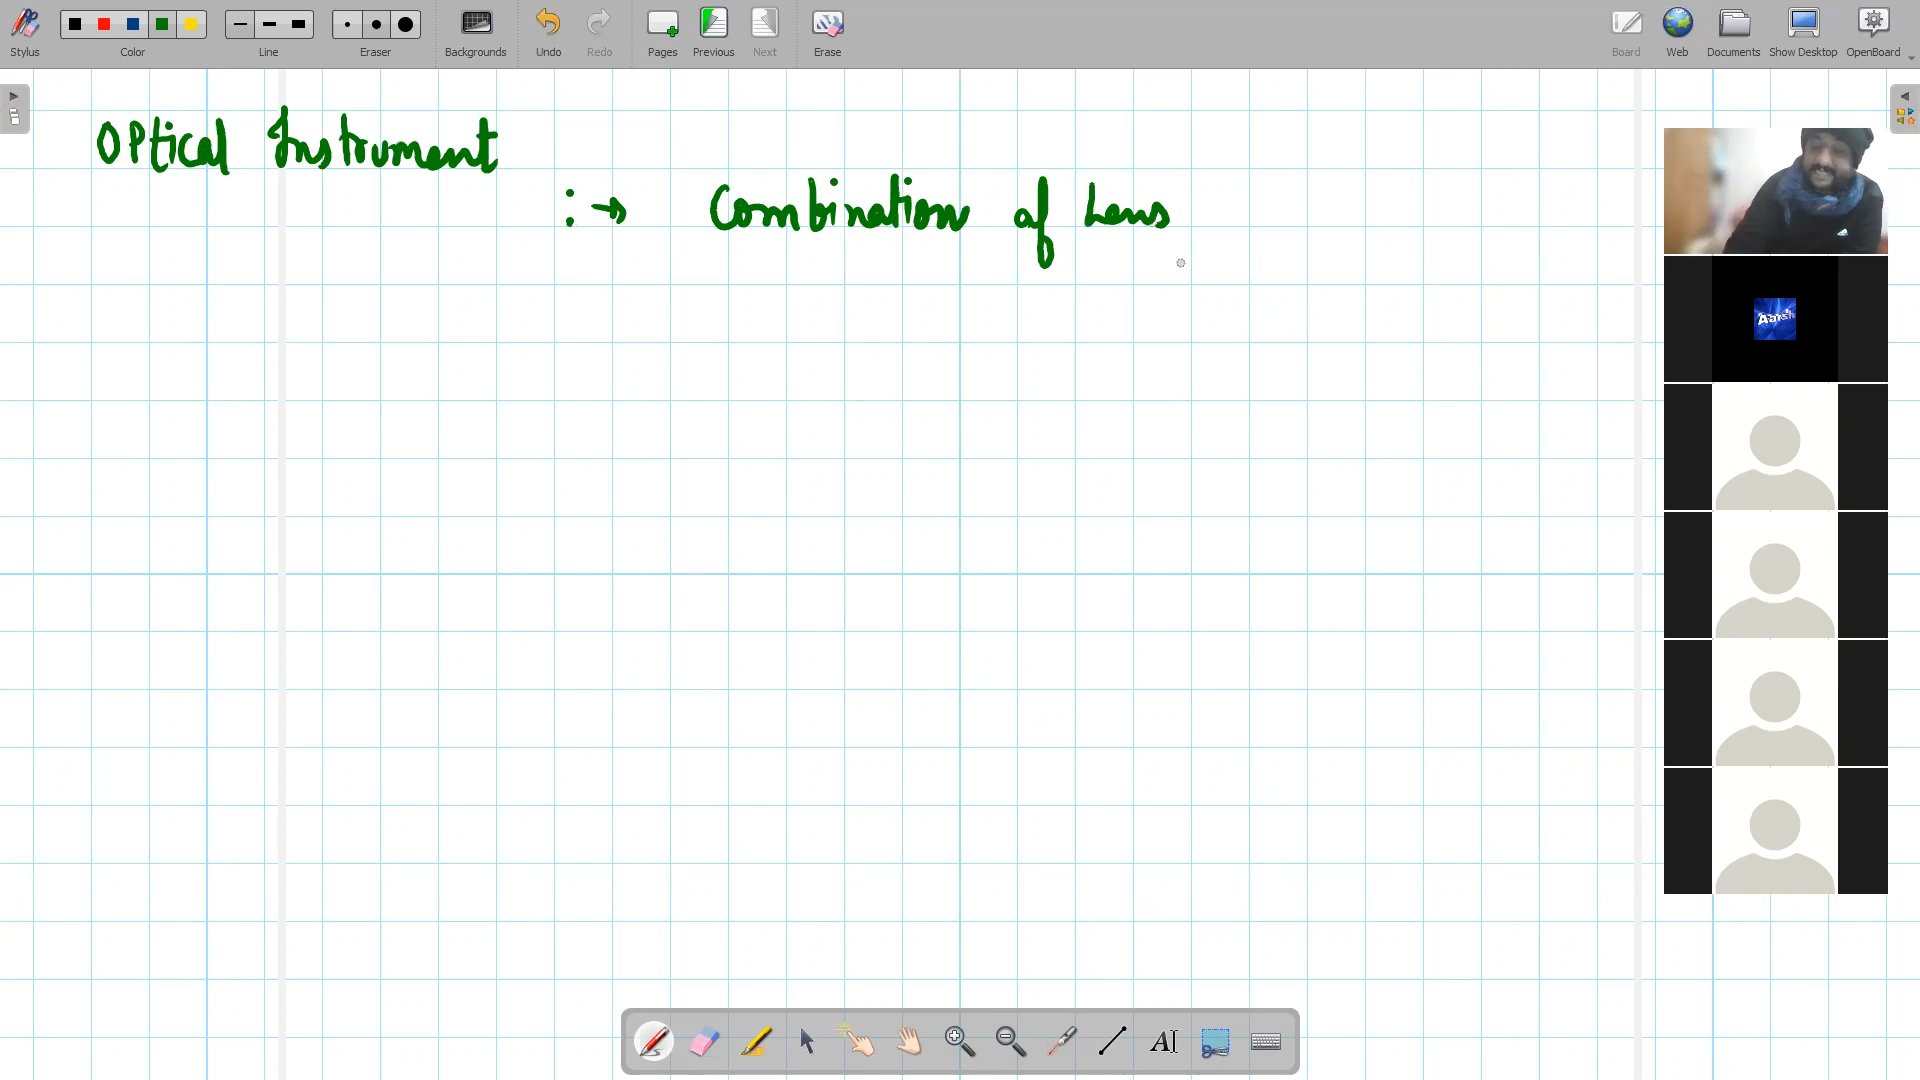 Stylus Color Line Eraser Backgrounds Undo Redo Pages Previous Next Erase Board Web Documents Show Desktop OpenBoard
Optical Instrument
:→ Combination of Lens
Aarsh